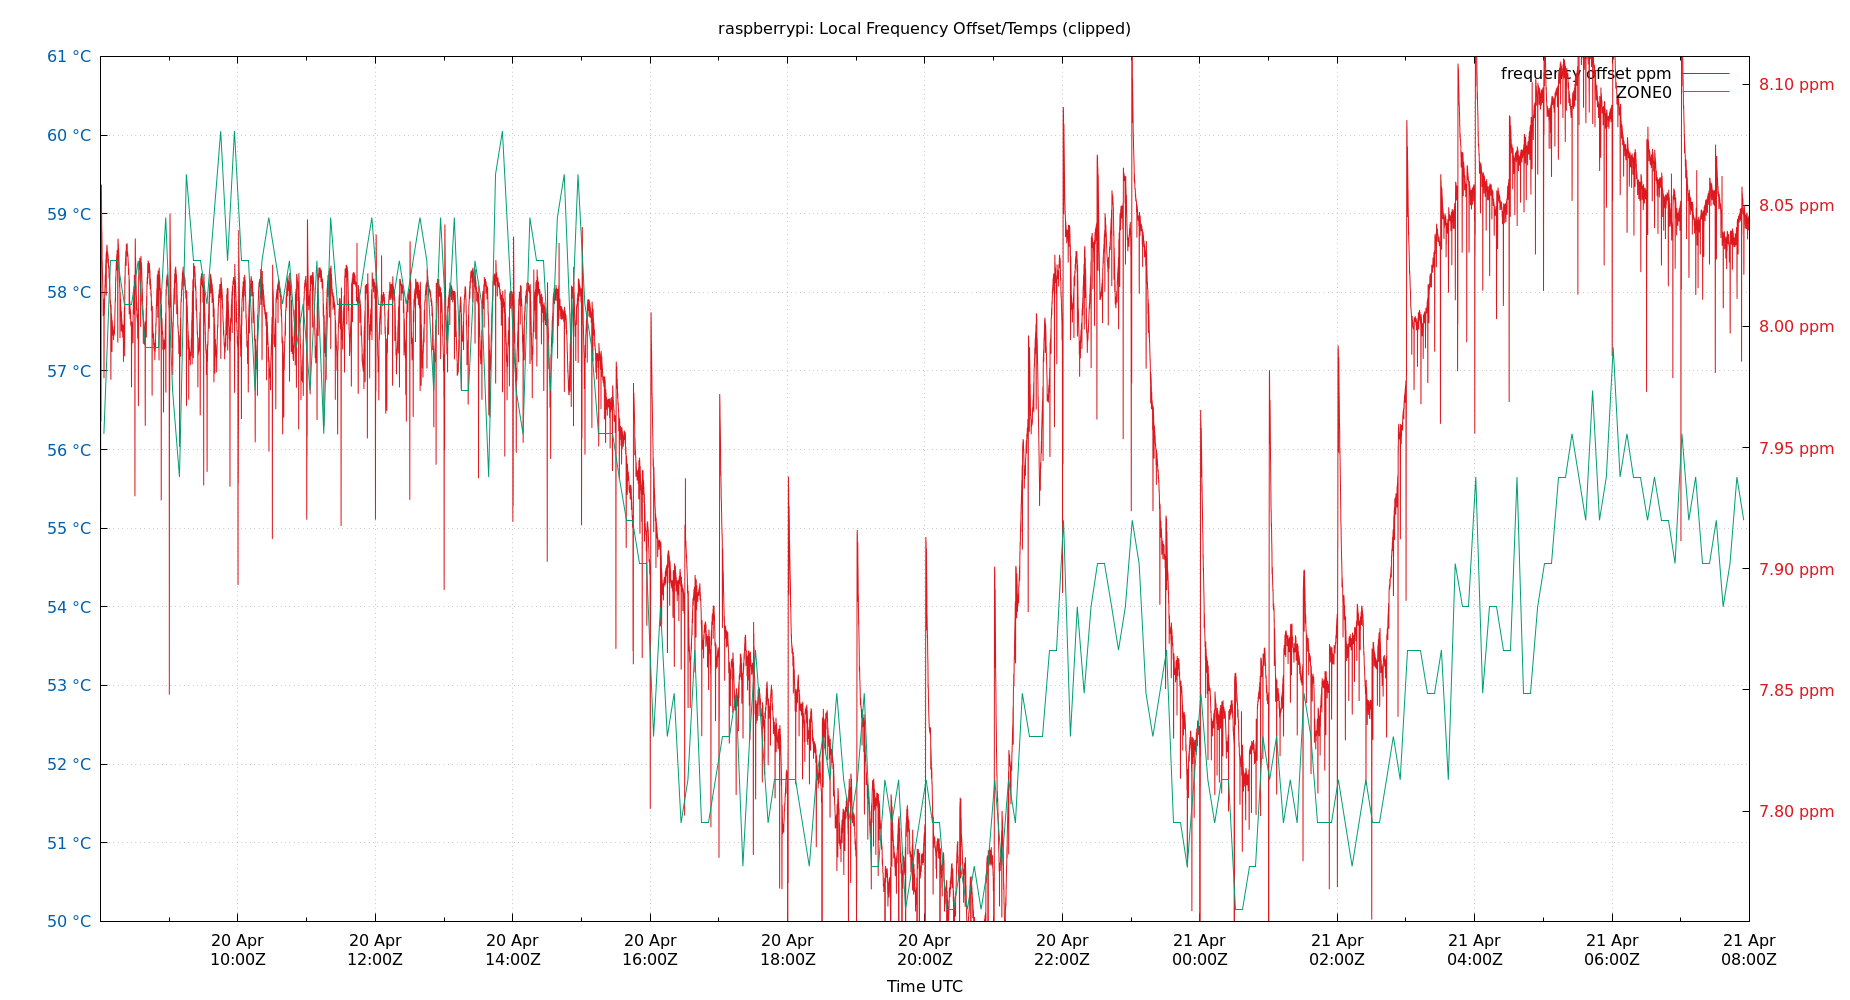 raspberrypi: Local Frequency Offset/Temps (clipped)
61 °C
60 °C
59 °C
58 °C
57 °C
56 °C
55 °C
54 °C
53 °C
52 °C
51 °C
50 °C
frequency offset ppm
ZONE0
8.10 ppm
8.05 ppm
8.00 ppm
7.95 ppm
7.90 ppm
7.85 ppm
7.80 ppm
20 Apr 20 Apr 20 Apr 20 Apr 20 Apr 20 Apr 20 Apr 21 Apr 21 Apr 21 Apr 21 Apr 21 Apr
10:00Z 12:00Z 14:00Z 16:00Z 18:00Z 20:00Z 22:00Z 00:00Z 02:00Z 04:00Z 06:00Z 08:00Z
Time UTC